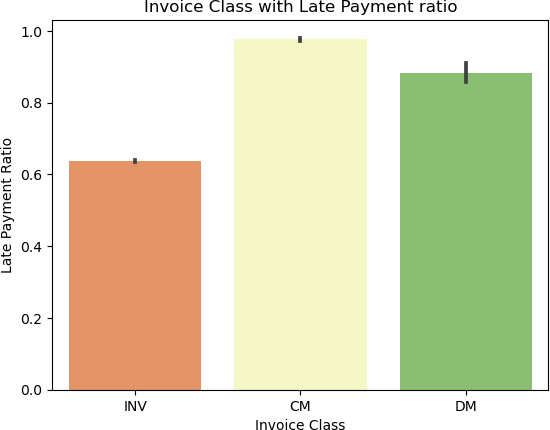 Invoice Class with Late Payment ratio
Late Payment Ratio
1.0
0.8
0.6
0.4
0.2
0.0
INV CM DM
Invoice Class